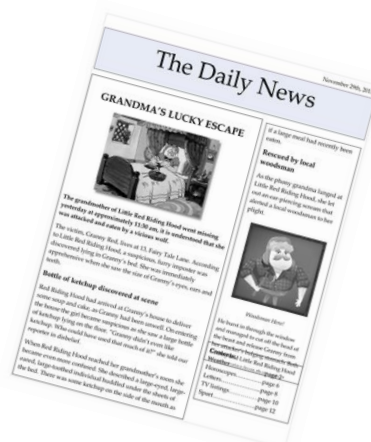 November 29th, 201
The Daily News
GRANDMA'S LUCKY ESCAPE
The grandmother of Little Red Riding Hood went missing
yesterday at approximately 11:30 am, it is understood that she
was attacked and eaten by a vicious wolf.
The victim, Granny Red, lives at 13, Fairy Tale Lane. According
to Little Red Riding Hood, a suspicious, furry imposter was
discovered lying in Granny's bed. She was immediately
apprehensive when she saw the size of Granny's eyes, ears and
teeth.
Bottle of ketchup discovered at scene
Red Riding Hood had arrived at Granny's house to deliver
some soup and cake, as Granny had been unwell. On entering
the house the girl became suspicious as she saw a large bottle
of ketchup lying on the floor. "Granny didn't even like
ketchup. Who could have used that much of it?" she told our
reporter in disbelief.
When Red Riding Hood reached her grandmother's room she
became even more confused. She described a large-eyed, large-
eared, large-toothed individual huddled under the sheets of
the bed. There was some ketchup on the side of the mouth as
if a large meal had recently been
eaten.
Rescued by local
woodsman
As the phony grandma lunged at
Little Red Riding Hood, she let
out an ear-piercing scream that
alerted a local woodsman to her
plight.
Woodsman Hero!
He burst in through the window
and managed to cut off the head of
the beast and release Granny from
her attacker's bulging stomach. Both
Little Red Riding Hood
Contents:
Weather page 2
Horoscopes page 6
Letters page 8
TV listings page 10
Sport page 12